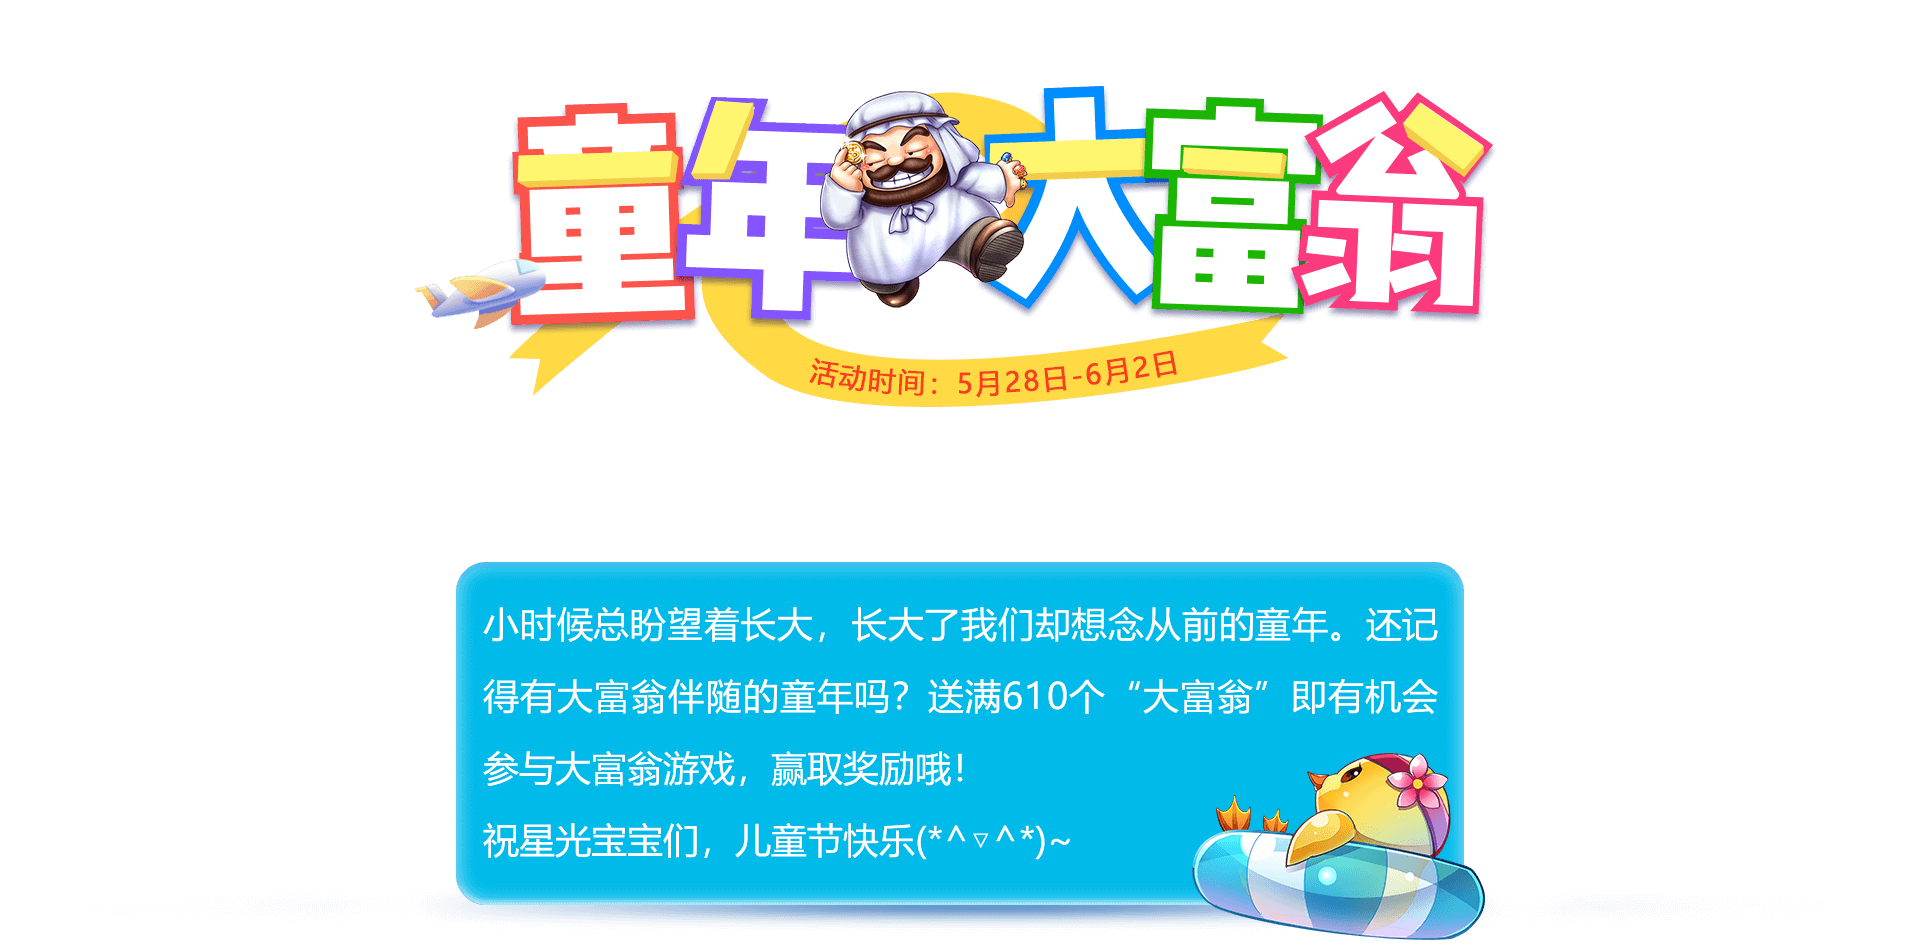 童年大富翁
活动时间：5月28日-6月2日
小时候总盼望着长大，长大了我们却想念从前的童年。还记
得有大富翁伴随的童年吗？送满610个“大富翁”即有机会
参与大富翁游戏，赢取奖励哦！
祝星光宝宝们，儿童节快乐(*^▽^*)~